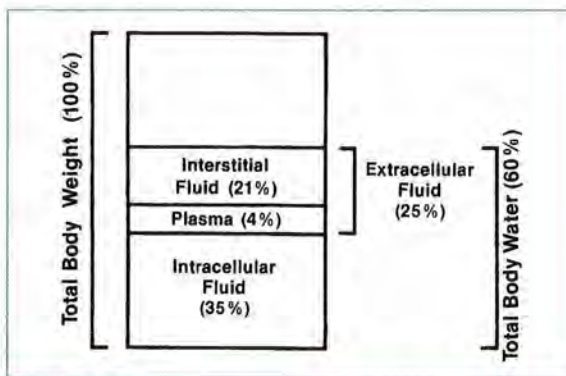 Total Body Weight (100%)
Interstitial
Fluid (21%)
Plasma (4%)
Intracellular
Fluid
(35%)
Extracellular
Fluid
(25%)
Total Body Water (60%)